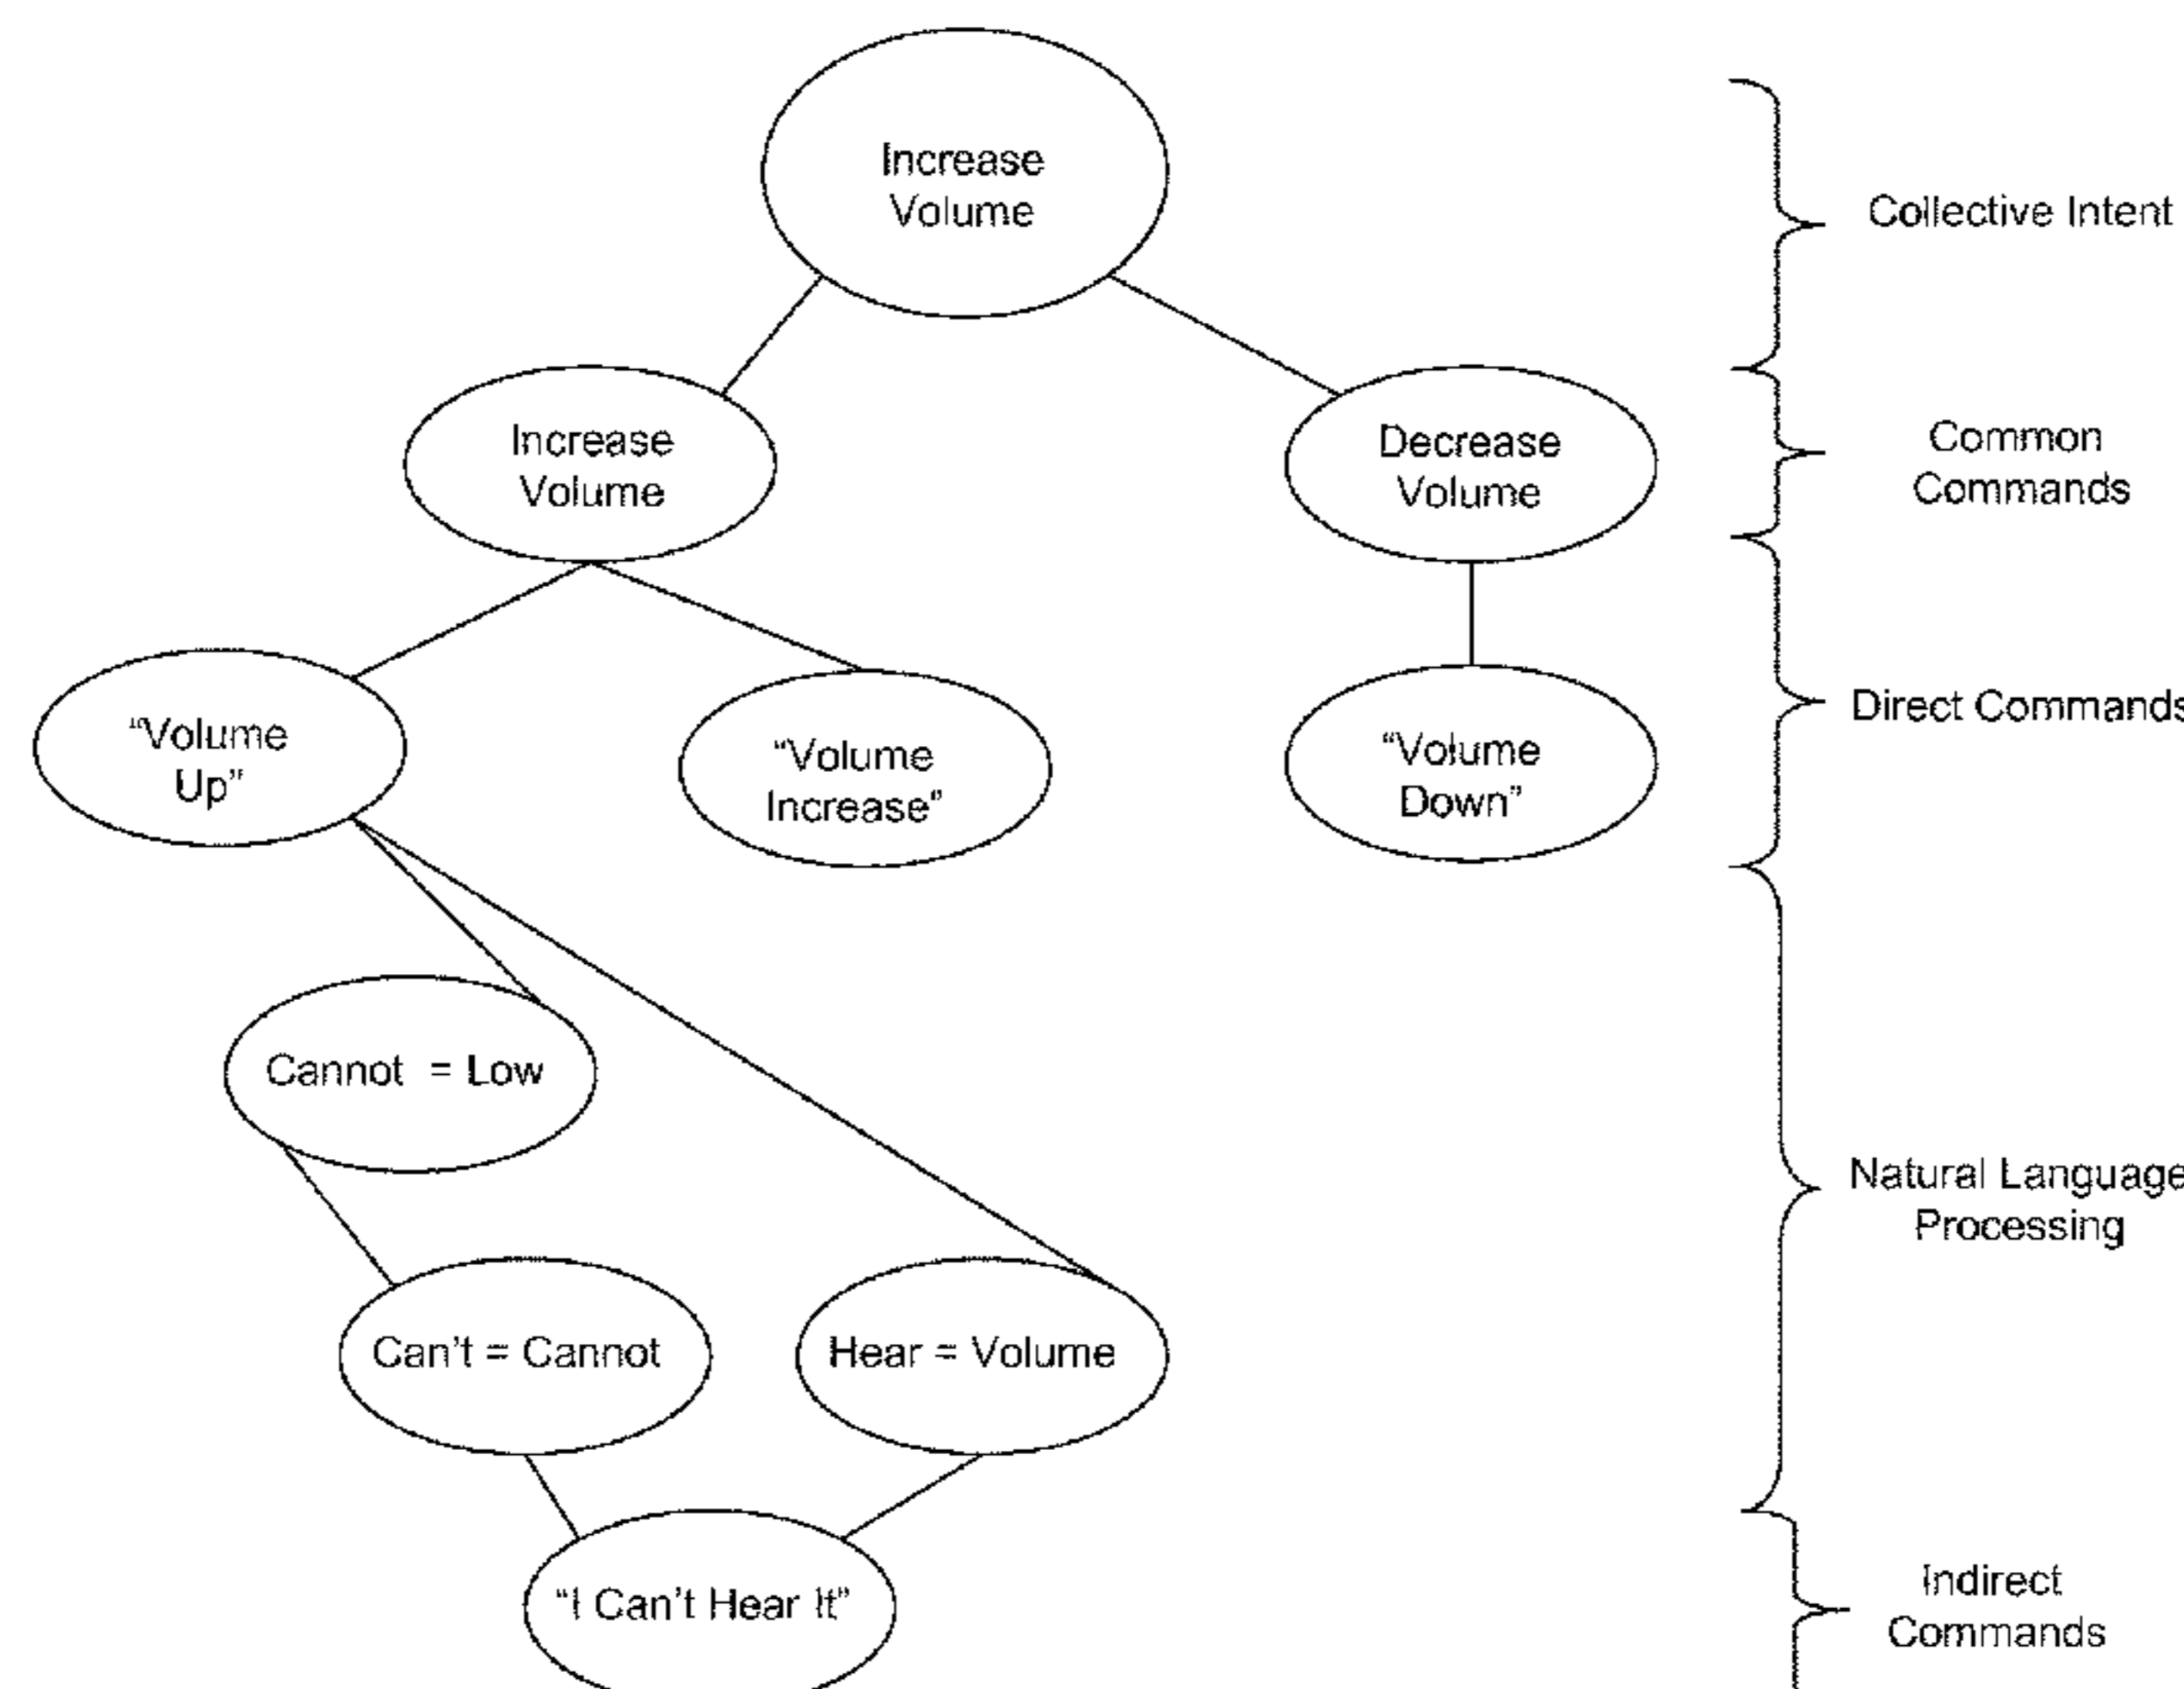 Increase
Volume
Collective Intent
Increase
Volume
Decrease
Volume
Common
Commands
"Volume
Up"
"Volume
Increase"
"Volume
Down"
Direct Commands
Cannot = Low
Natural Language
Processing
Can't = Cannot
Hear = Volume
"I Can't Hear It"
Indirect
Commands